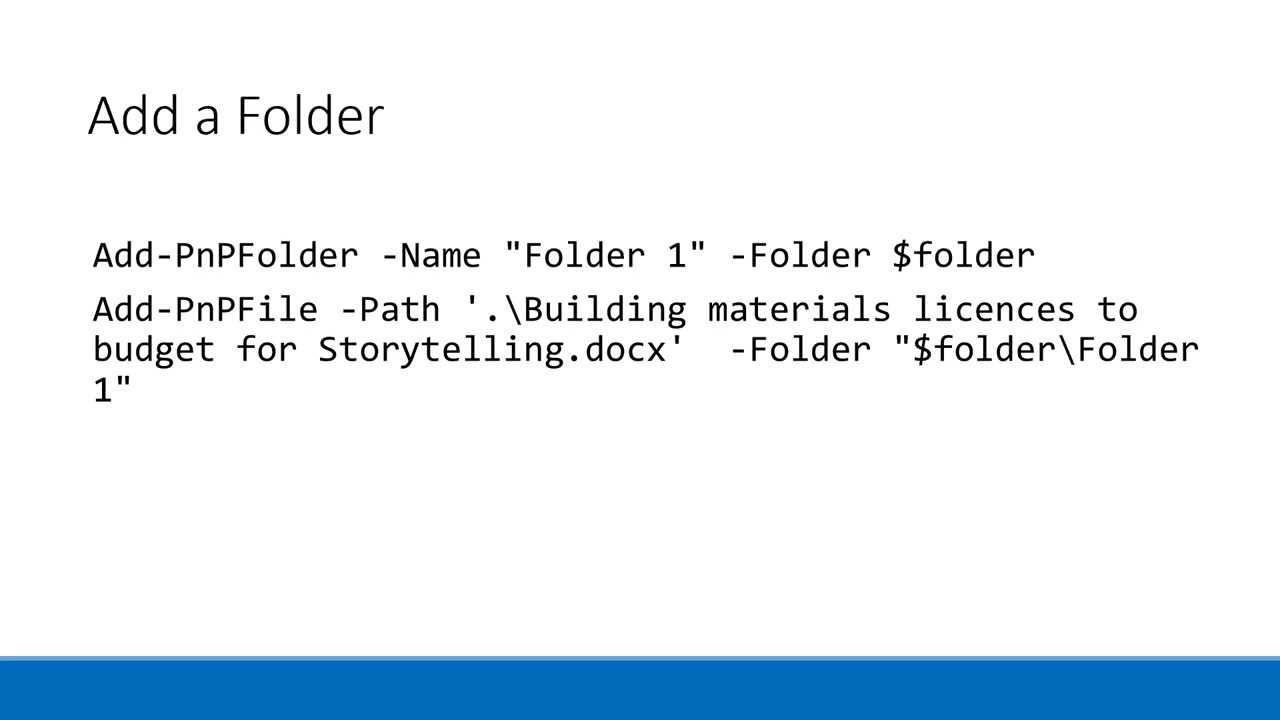 Add a Folder
Add-PnPFolder -Name "Folder 1" -Folder $folder
Add-PnPFile -Path '.\Building materials licences to
budget for Storytelling.docx'  -Folder "$folder\Folder
1"